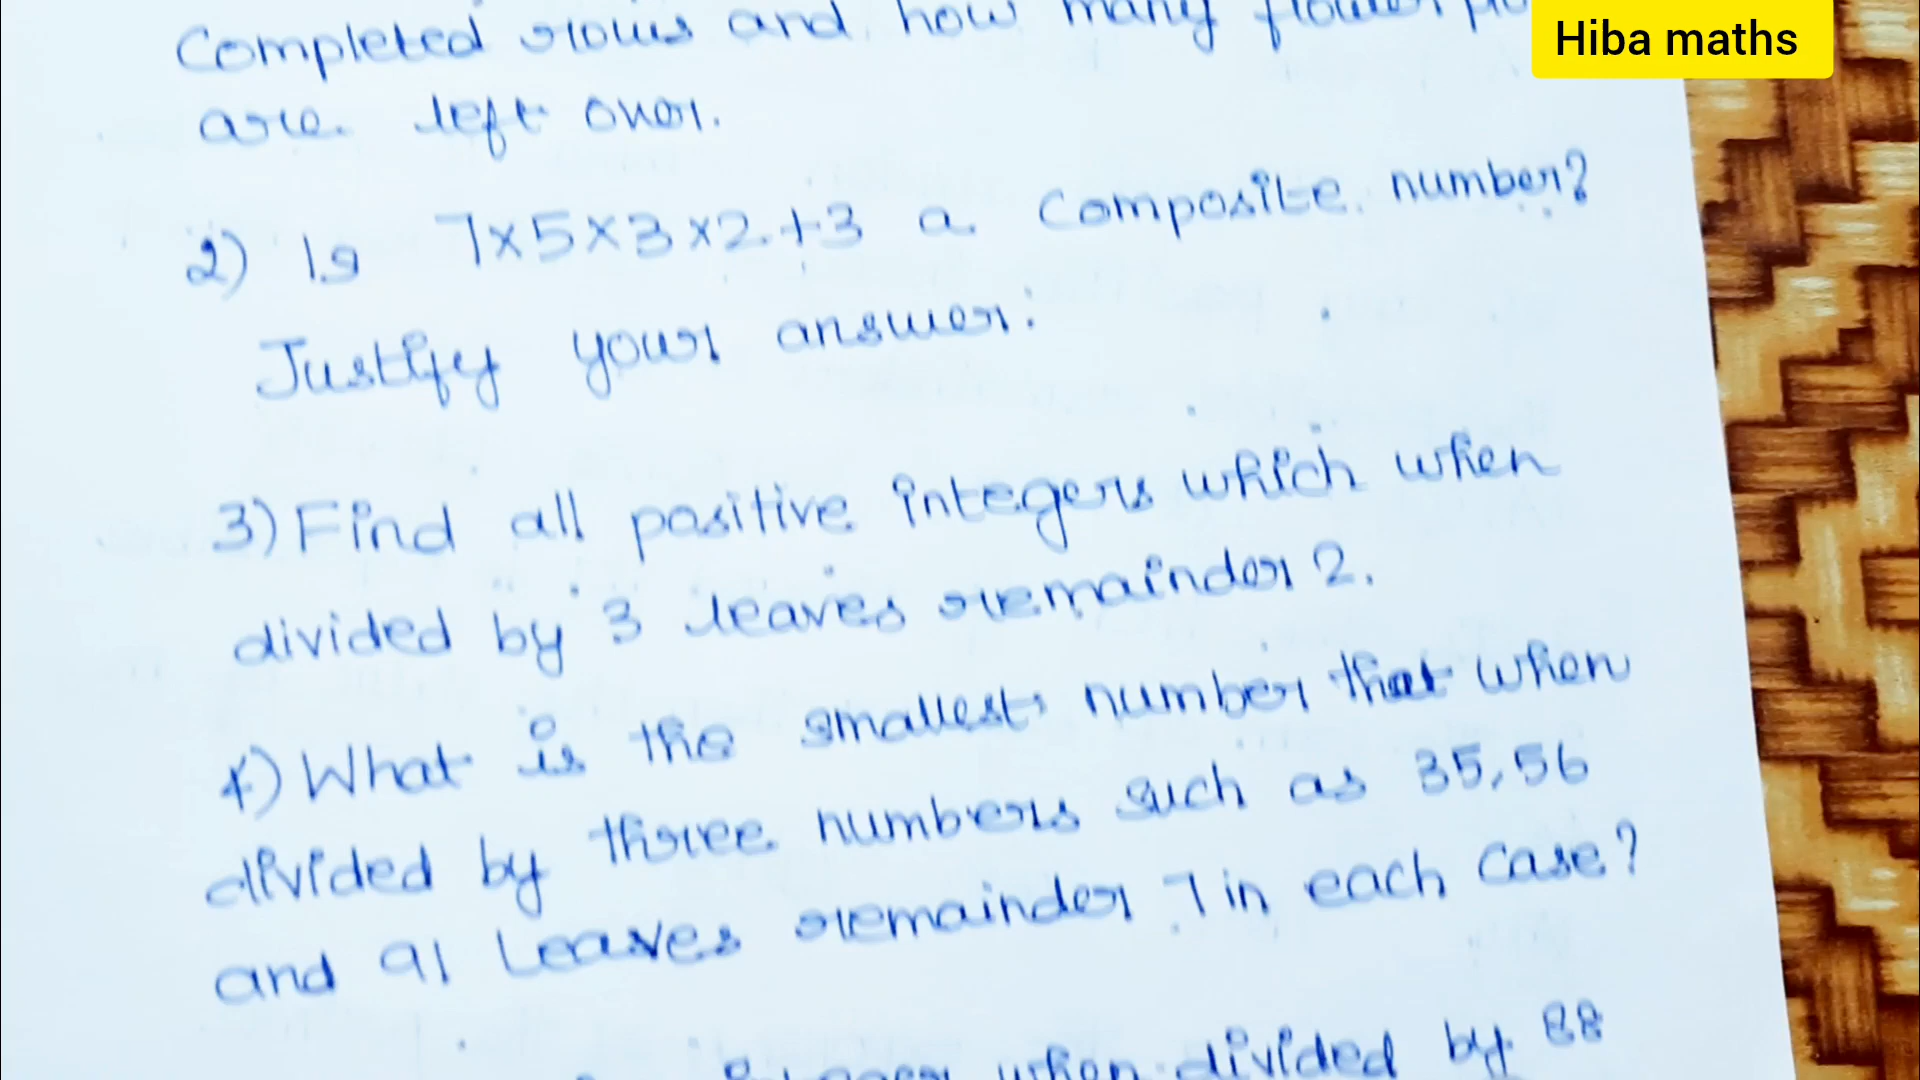 Completed rows and how many flower
Hiba maths
are left over.
2) Is 7×5×3×2+3 a composite number?
Justify your answer:
3) Find all positive integers which when
divided by 3 leaves remainder 2.
4) What is the smallest number that when
divided by three numbers such as 35, 56
and 91 leaves remainder 7 in each case?
when divided by 88